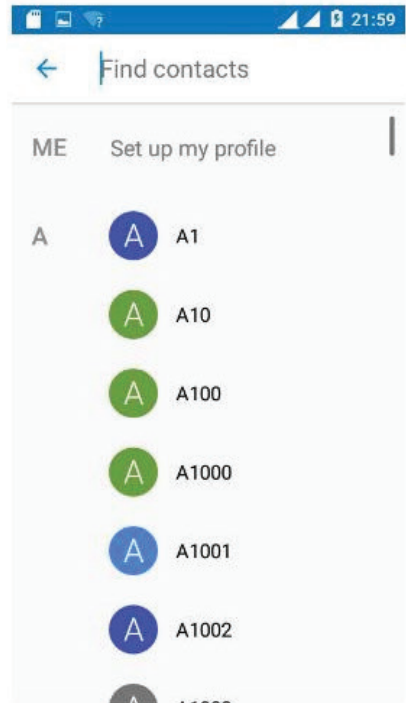 21:59
Find contacts
ME Set up my profile
A A A1
A A10
A A100
A A1000
A A1001
A A1002